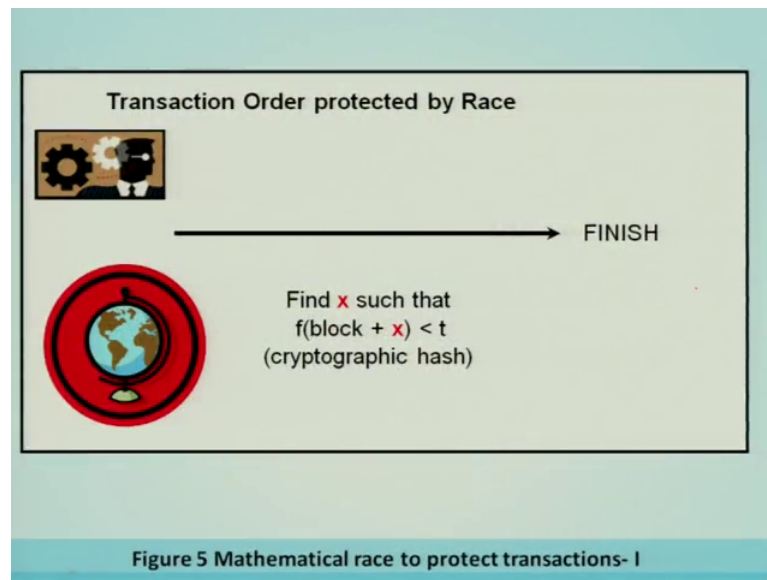 Transaction Order protected by Race
FINISH
Find x such that
f(block + x) < t
(cryptographic hash)
Figure 5 Mathematical race to protect transactions- I